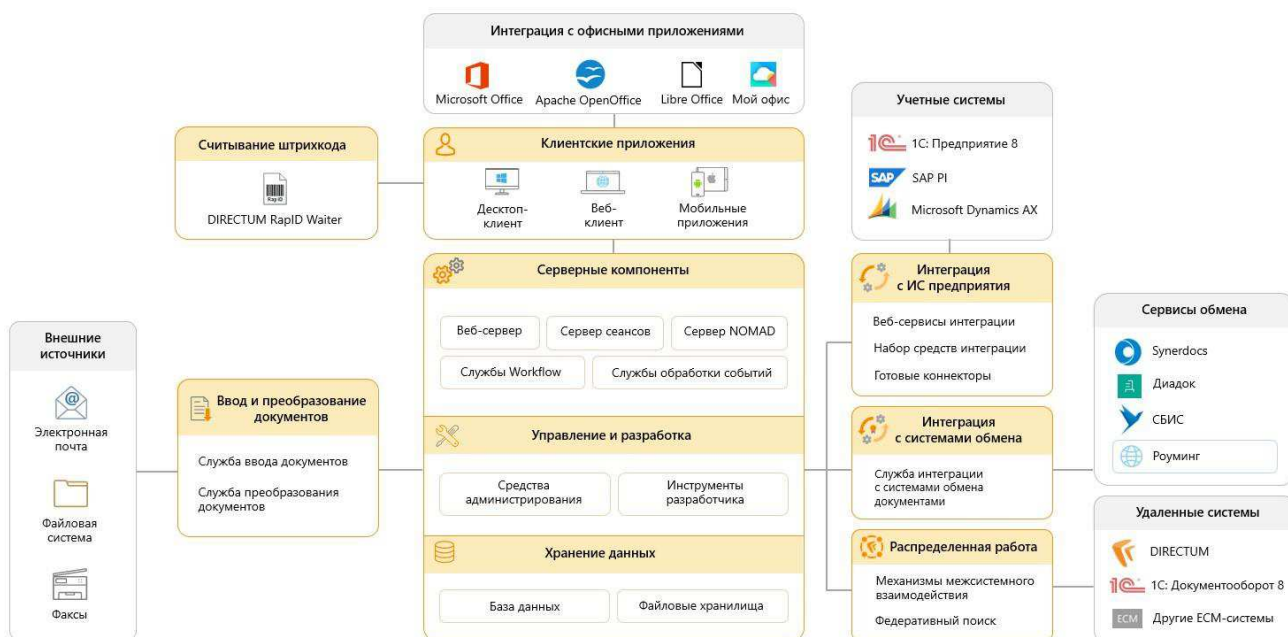 Интеграция с офисными приложениями
Microsoft Office
Apache OpenOffice
Libre Office
Мой офис
Считывание штрихкода
RapID
DIRECTUM RapID Waiter
Клиентские приложения
Десктоп-
клиент
Веб-
клиент
Мобильные
приложения
Учетные системы
1С: Предприятие 8
SAP
SAP PI
Microsoft Dynamics AX
Серверные компоненты
Веб-сервер
Сервер сеансов
Сервер NOMAD
Службы Workflow
Службы обработки событий
Интеграция
с ИС предприятия
Веб-сервисы интеграции
Набор средств интеграции
Готовые коннекторы
Сервисы обмена
Synerdocs
Диадок
СБИС
Роуминг
Внешние
источники
Электронная
почта
Файловая
система
Факсы
Ввод и преобразование
документов
Служба ввода документов
Служба преобразования
документов
Управление и разработка
Средства
администрирования
Инструменты
разработчика
Интеграция
с системами обмена
Служба интеграции
с системами обмена
документами
Хранение данных
База данных
Файловые хранилища
Распределенная работа
Механизмы межсистемного
взаимодействия
Федеративный поиск
Удаленные системы
DIRECTUM
1С: Документооборот 8
ECM
Другие ECM-системы